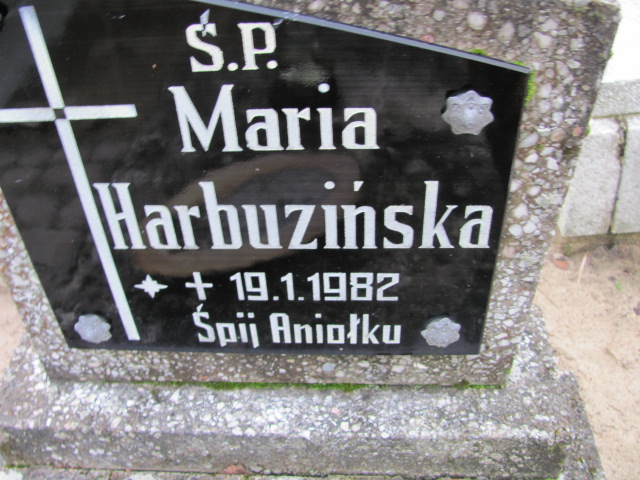 Ś.P.
Maria
Harbuzińska
* + 19.1.1982
Śpij Aniołku